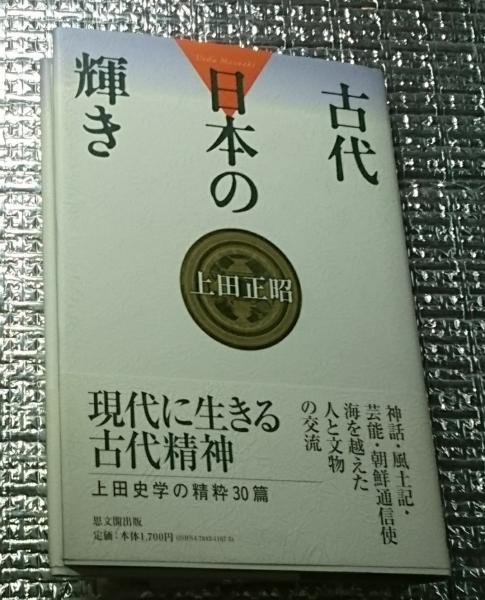 Ueda Masaaki
古代
日本の
輝き
上田正昭
神話・風土記・
芸能・朝鮮通信使
海を越えた
人と文物
の交流
現代に生きる
古代精神
上田史学の精粋30篇
思文閣出版
定価:本体1,700円